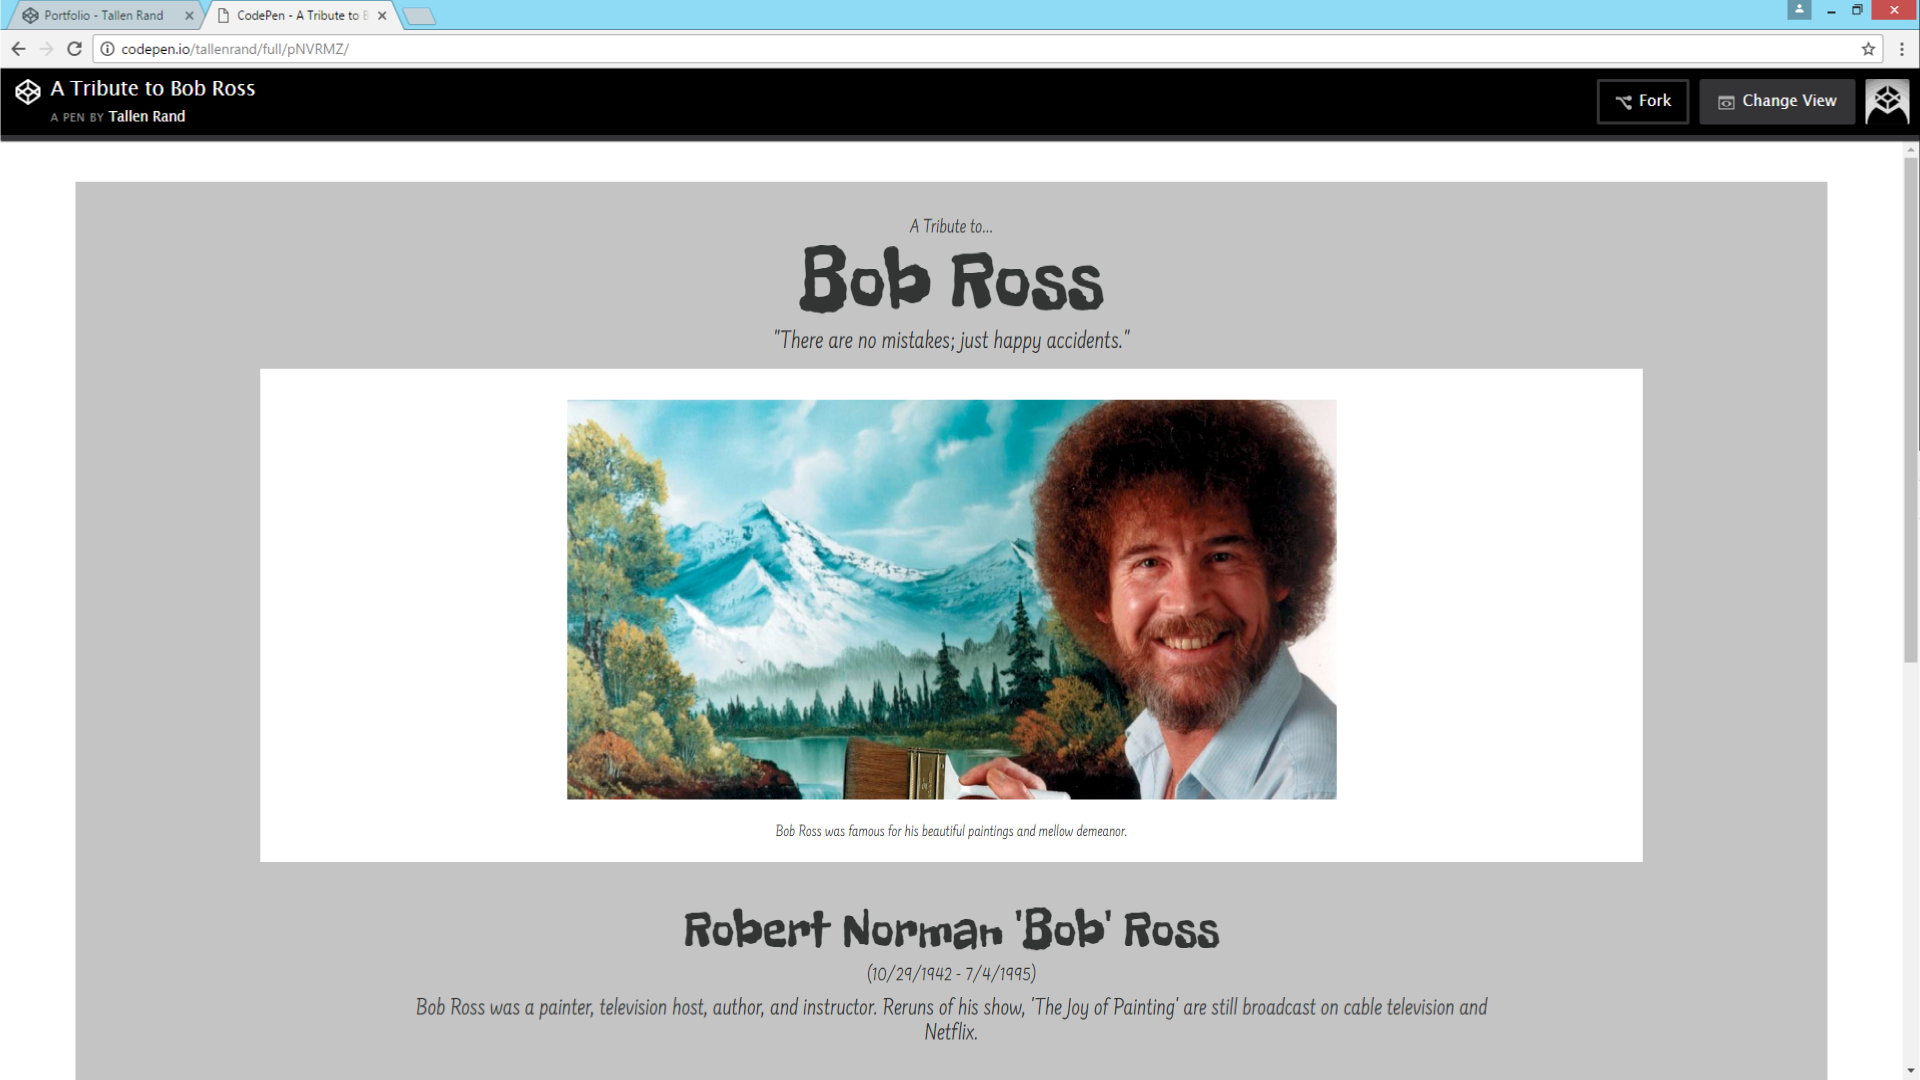 Portfolio - Tallen Rand
CodePen - A Tribute to B
codepen.io/tallenrand/full/pNVRMZ/
A Tribute to Bob Ross
A PEN BY Tallen Rand
Fork
Change View
A Tribute to...
Bob Ross
"There are no mistakes; just happy accidents."
Bob Ross was famous for his beautiful paintings and mellow demeanor.
Robert Norman 'Bob' Ross
(10/29/1942 - 7/4/1995)
Bob Ross was a painter, television host, author, and instructor. Reruns of his show, 'The Joy of Painting' are still broadcast on cable television and
Netflix.